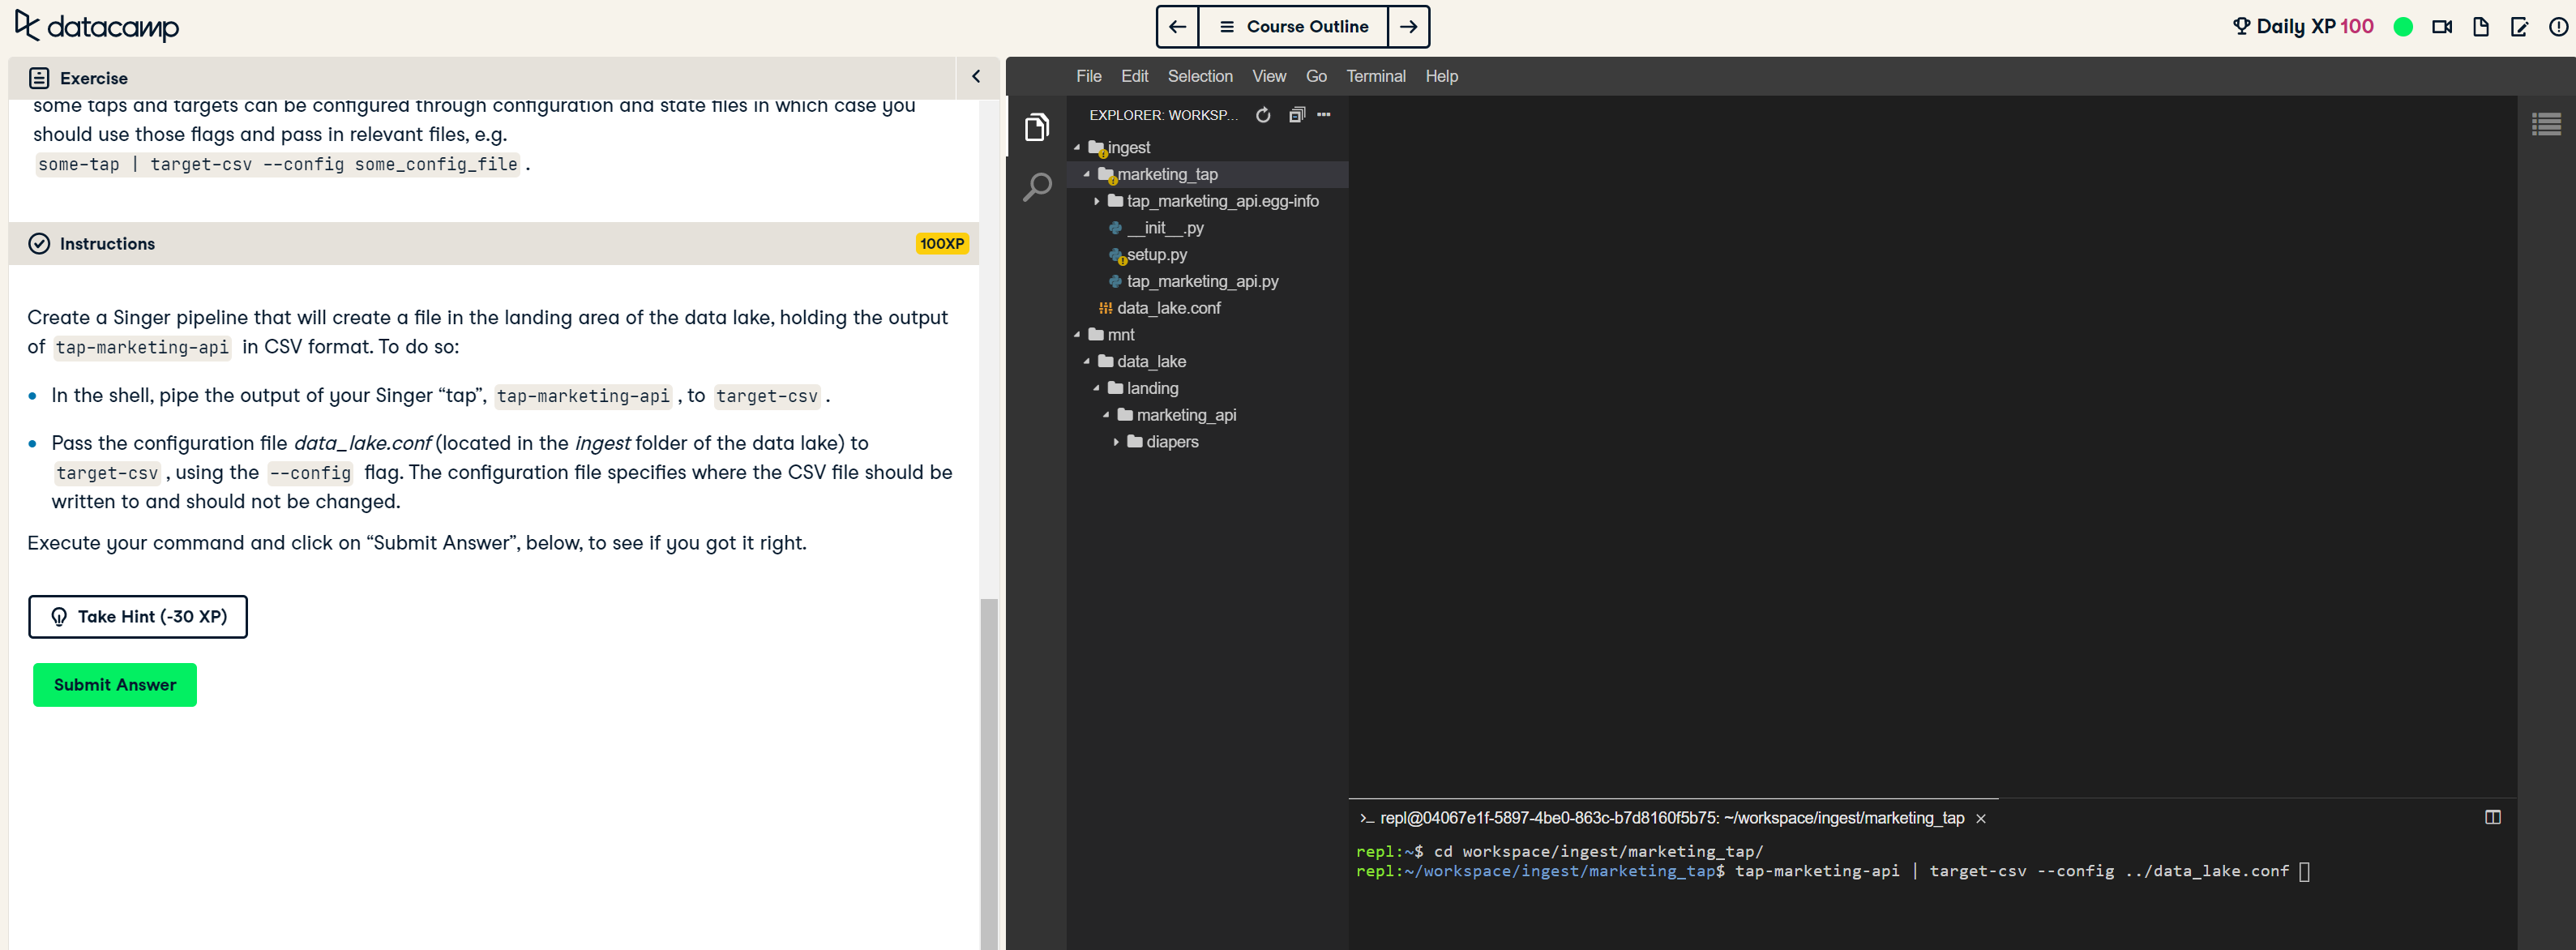 datacamp
Course Outline
Daily XP 100
Exercise
some taps and targets can be configured through configuration and state files in which case you
should use those flags and pass in relevant files, e.g.
some-tap | target-csv --config some_config_file .
Instructions
100XP
Create a Singer pipeline that will create a file in the landing area of the data lake, holding the output
of tap-marketing-api in CSV format. To do so:
In the shell, pipe the output of your Singer “tap”, tap-marketing-api , to target-csv .
Pass the configuration file data_lake.conf (located in the ingest folder of the data lake) to
target-csv , using the --config flag. The configuration file specifies where the CSV file should be
written to and should not be changed.
Execute your command and click on “Submit Answer”, below, to see if you got it right.
Take Hint (-30 XP)
Submit Answer
File Edit Selection View Go Terminal Help
EXPLORER: WORKSP...
ingest
marketing_tap
tap_marketing_api.egg-info
__init__.py
setup.py
tap_marketing_api.py
data_lake.conf
mnt
data_lake
landing
marketing_api
diapers
>_ repl@04067e1f-5897-4be0-863c-b7d8160f5b75: ~/workspace/ingest/marketing_tap ×
repl:~$ cd workspace/ingest/marketing_tap/
repl:~/workspace/ingest/marketing_tap$ tap-marketing-api | target-csv --config ../data_lake.conf